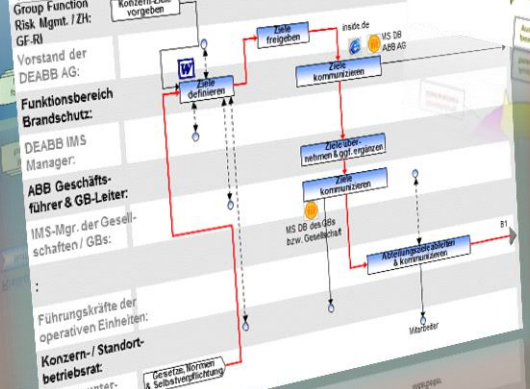 Group Function
Risk Mgmt. / ZH:
GF-RI
Konzern-Ziele
vorgeben
Vorstand der
DEABB AG:
Funktionsbereich
Brandschutz:
DEABB IMS
Manager:
ABB Geschäfts-
führer & GB-Leiter:
IMS-Mgr. der Gesell-
schaften / GBs:
:
Führungskräfte der
operativen Einheiten:
Konzern- / Standort-
betriebsrat:
W
Ziele
definieren
Ziele
freigeben
inside.de
MS DB
ABB AG
Ziele
kommunizieren
Ziele über-
nehmen & ggf. ergänzen
Ziele
kommunizieren
MS DB des GBs
bzw. Gesellschaft
Abteilungsziele ableiten
& kommunizieren
B1
Mitarbeiter
Gesetze, Normen
& Selbstverpflichtung